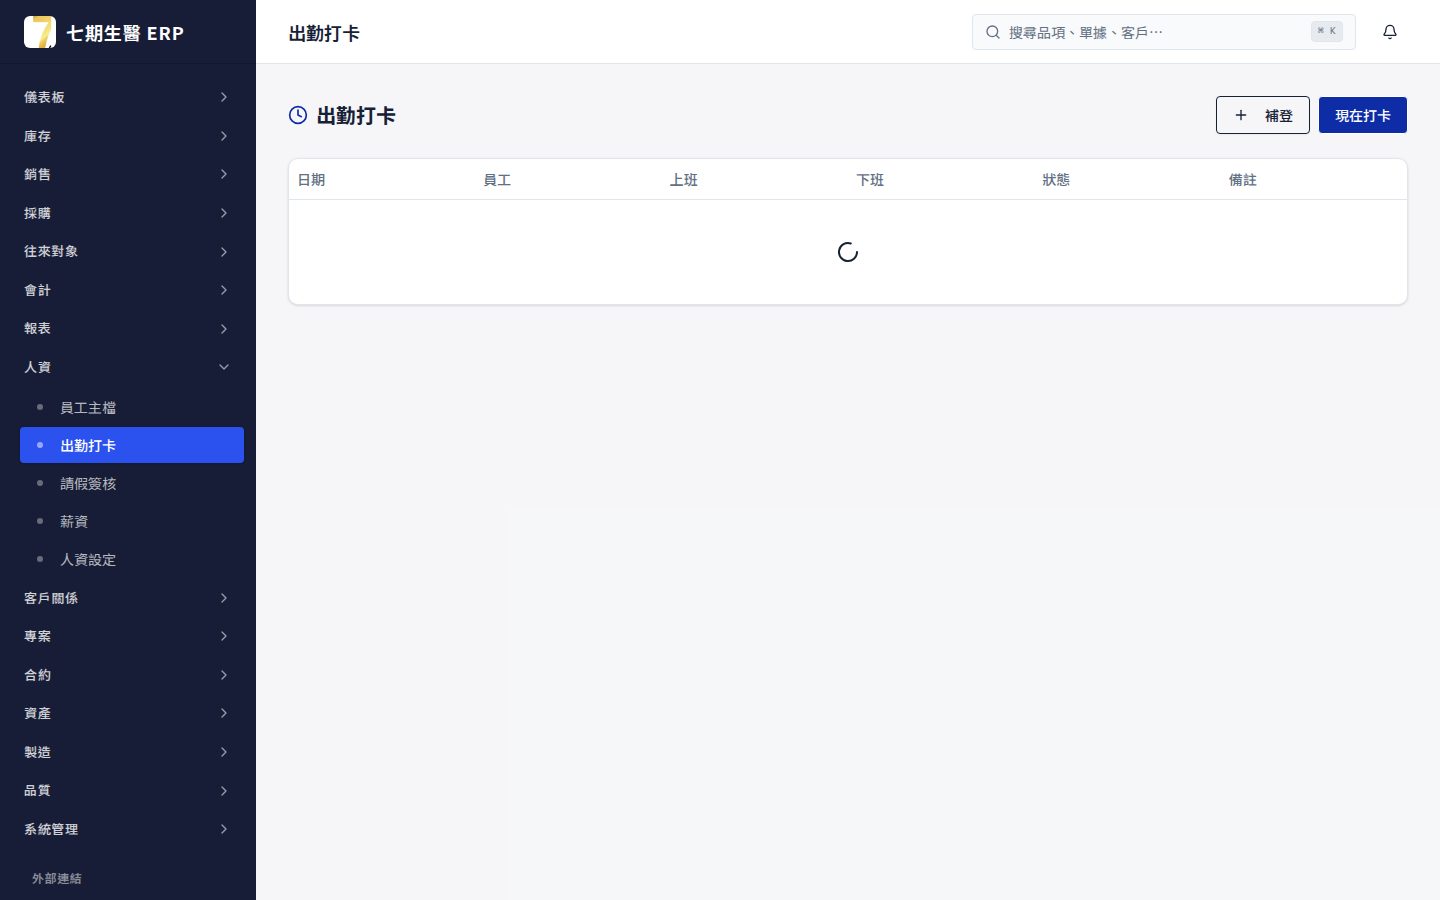 七期生醫 ERP
出勤打卡
搜尋品項、單據、客戶…
⌘ K
儀表板
庫存
銷售
採購
往來對象
會計
報表
人資
員工主檔
出勤打卡
請假簽核
薪資
人資設定
客戶關係
專案
合約
資產
製造
品質
系統管理
外部連結
出勤打卡
補登
現在打卡
日期 員工 上班 下班 狀態 備註